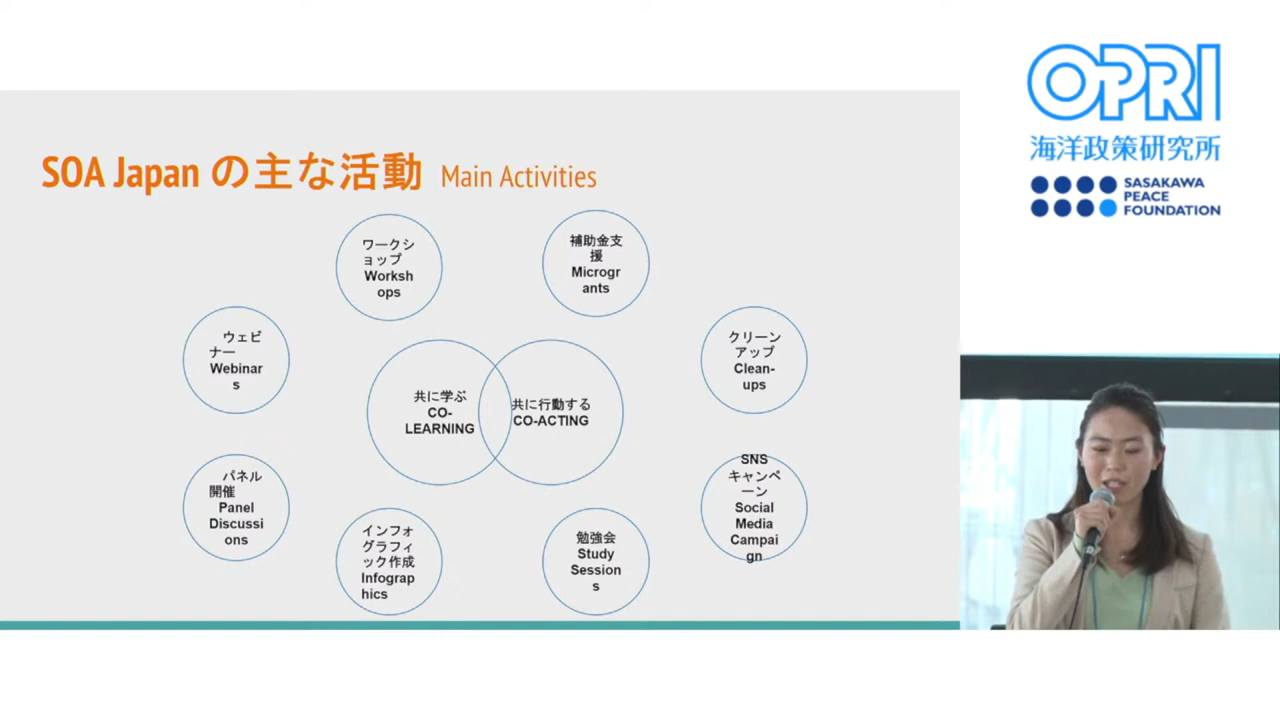 OPRI
海洋政策研究所
SASAKAWA
PEACE
FOUNDATION
SOA Japan の主な活動 Main Activities
ワークシ
ョップ
Worksh
ops
補助金支
援
Microgr
ants
ウェビ
ナー
Webinar
s
クリーン
アップ
Clean-
ups
共に学ぶ
CO-
LEARNING
共に行動する
CO-ACTING
パネル
開催
Panel
Discussi
ons
SNS
キャンペ
ーン
Social
Media
Campai
gn
インフォ
グラフィ
ック作成
Infograp
hics
勉強会
Study
Session
s